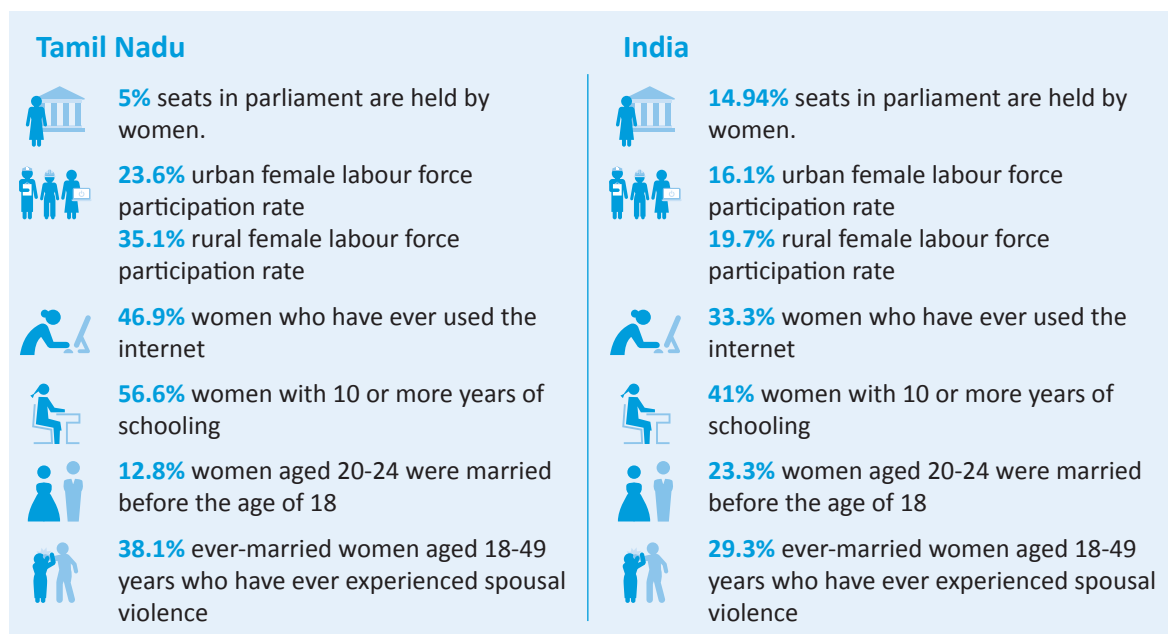 Tamil Nadu
5% seats in parliament are held by
women.
23.6% urban female labour force
participation rate
35.1% rural female labour force
participation rate
46.9% women who have ever used the
internet
56.6% women with 10 or more years of
schooling
12.8% women aged 20-24 were married
before the age of 18
38.1% ever-married women aged 18-49
years who have ever experienced spousal
violence
India
14.94% seats in parliament are held by
women.
16.1% urban female labour force
participation rate
19.7% rural female labour force
participation rate
33.3% women who have ever used the
internet
41% women with 10 or more years of
schooling
23.3% women aged 20-24 were married
before the age of 18
29.3% ever-married women aged 18-49
years who have ever experienced spousal
violence